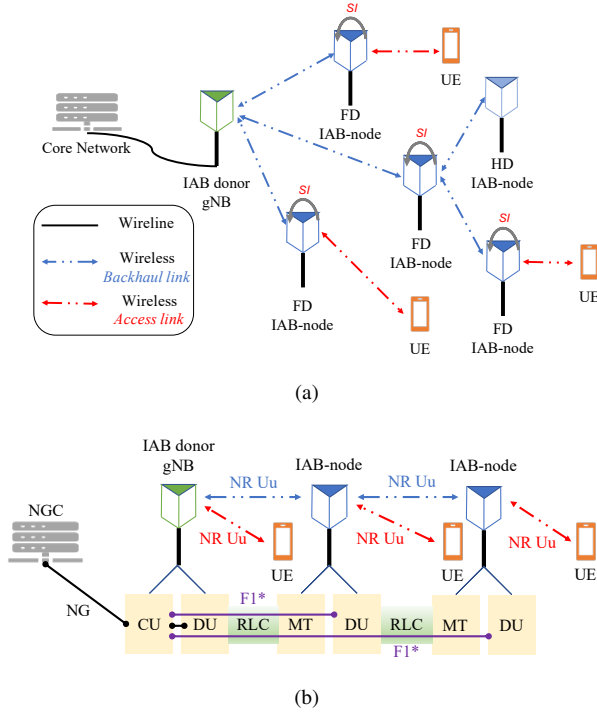 SI
UE
FD
IAB-node
Core Network
IAB donor
gNB
SI
HD
IAB-node
SI
FD
IAB-node
SI
FD
IAB-node
UE
UE
FD
IAB-node
Wireline
Wireless
Backhaul link
Wireless
Access link
(a)
IAB donor
gNB
IAB-node
IAB-node
NR Uu
NR Uu
NGC
NR Uu
NR Uu
NR Uu
UE
UE
UE
NG
F1*
CU
DU
RLC
MT
DU
RLC
MT
DU
F1*
(b)